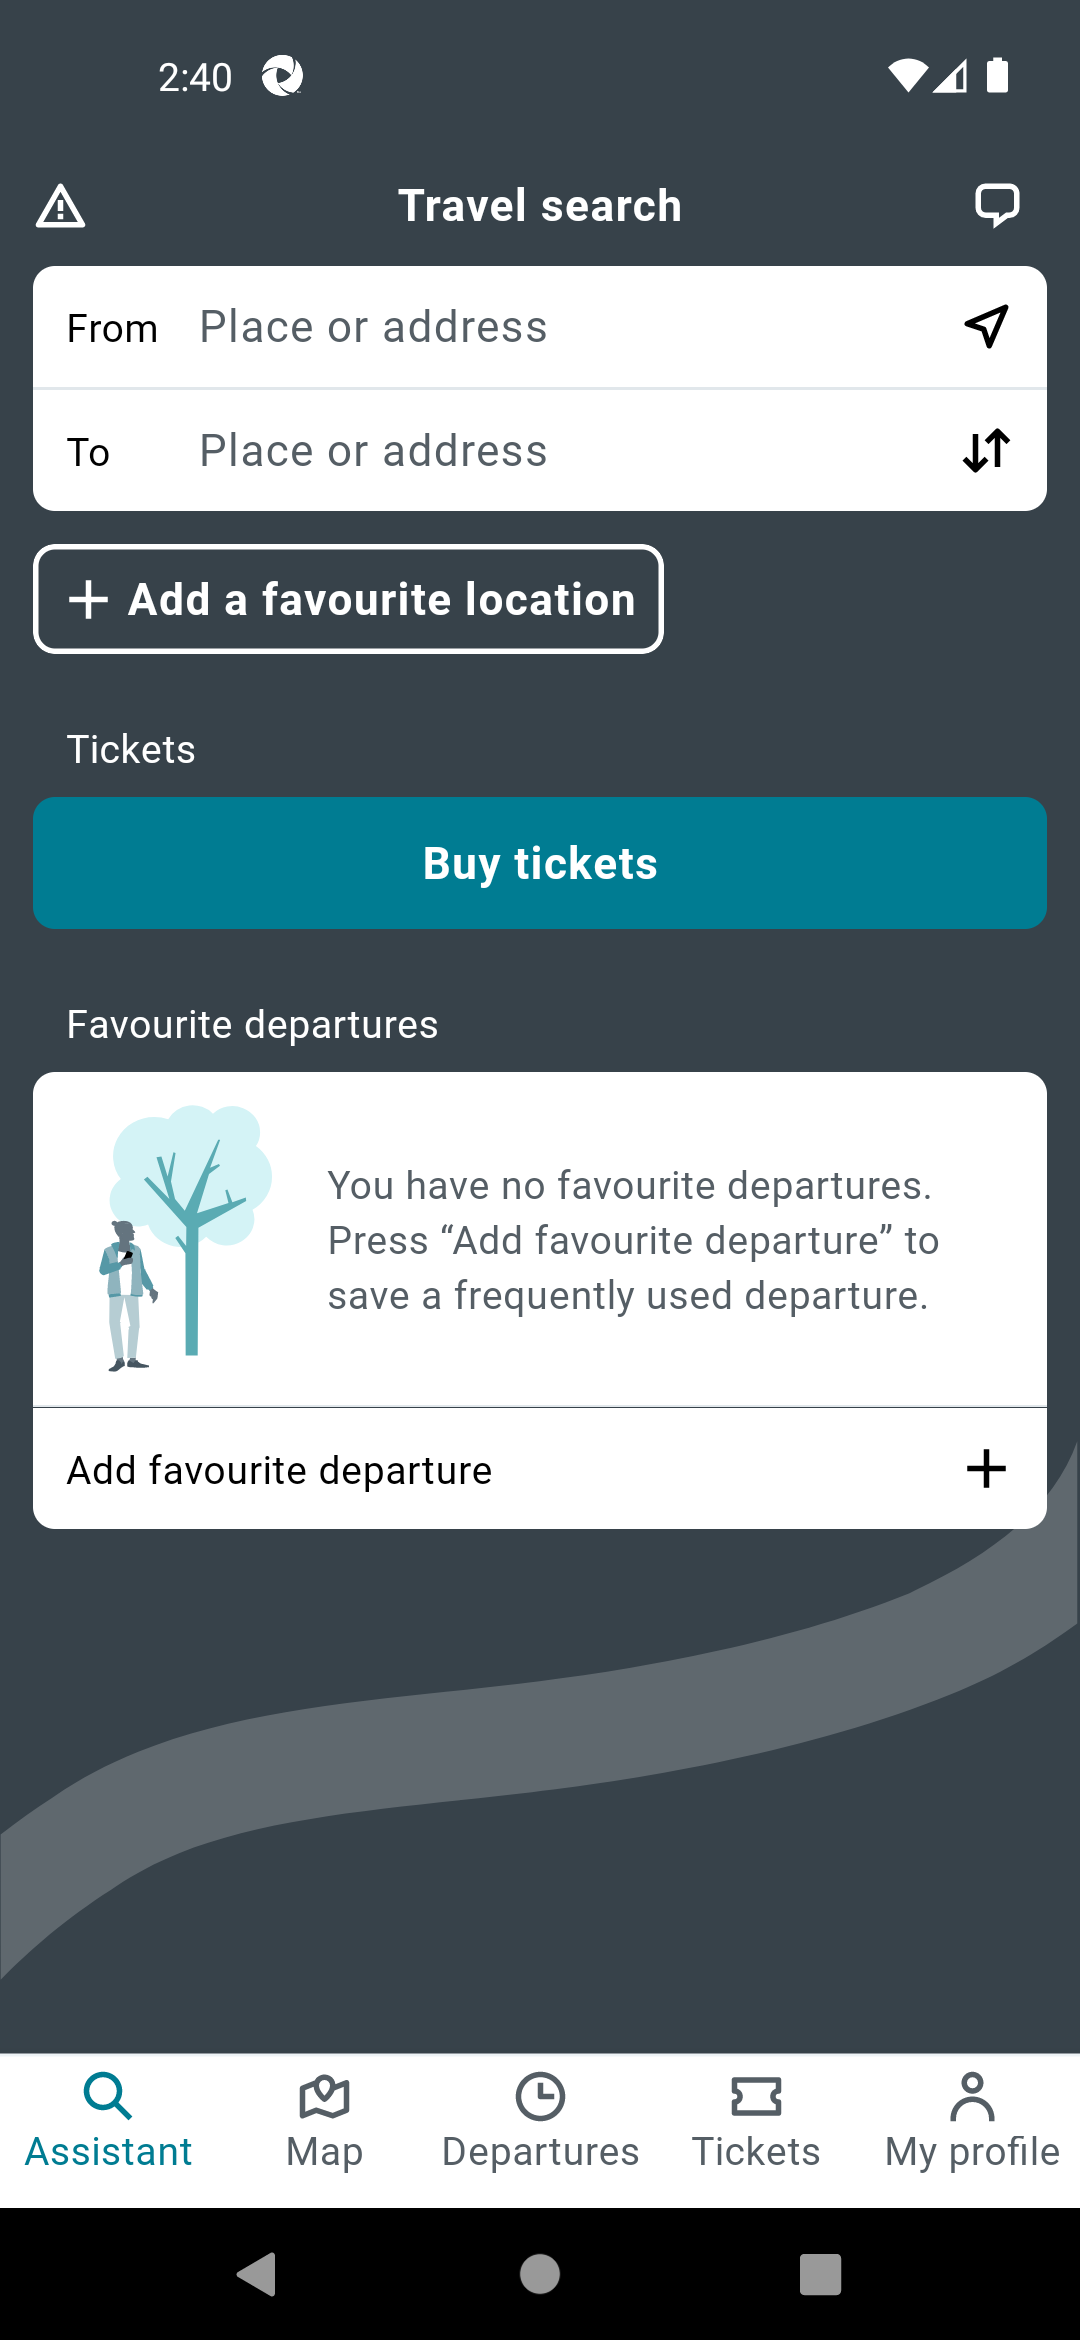 2:40
Travel search
From Place or address
To Place or address
Add a favourite location
Tickets
Buy tickets
Favourite departures
You have no favourite departures.
Press “Add favourite departure” to
save a frequently used departure.
Add favourite departure
Assistant Map Departures Tickets My profile